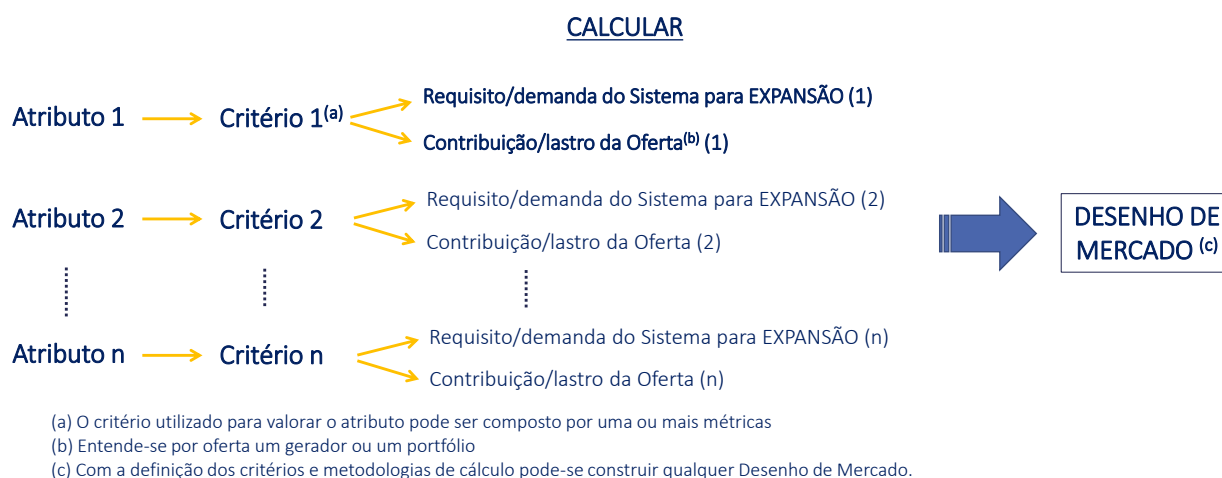 CALCULAR
Atributo 1
Critério 1(a)
Requisito/demanda do Sistema para EXPANSÃO (1)
Contribuição/lastro da Oferta(b) (1)
Atributo 2
Critério 2
Requisito/demanda do Sistema para EXPANSÃO (2)
Contribuição/lastro da Oferta (2)
DESENHO DE
MERCADO (c)
Atributo n
Critério n
Requisito/demanda do Sistema para EXPANSÃO (n)
Contribuição/lastro da Oferta (n)
(a) O critério utilizado para valorar o atributo pode ser composto por uma ou mais métricas
(b) Entende-se por oferta um gerador ou um portfólio
(c) Com a definição dos critérios e metodologias de cálculo pode-se construir qualquer Desenho de Mercado.